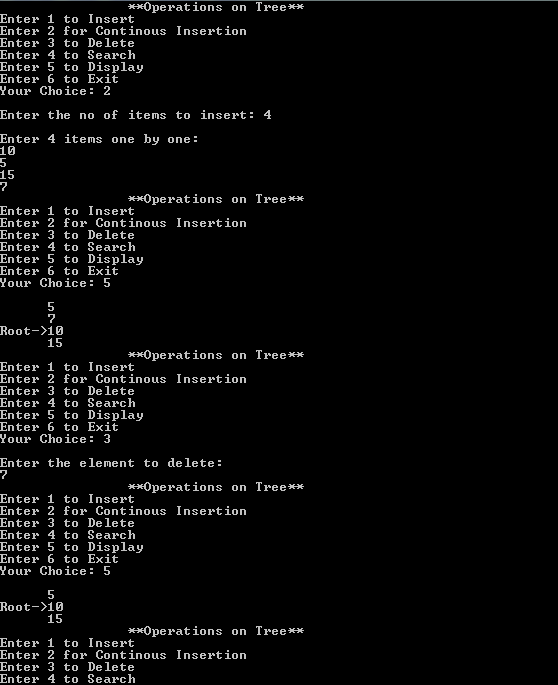 **Operations on Tree**
Enter 1 to Insert
Enter 2 for Continous Insertion
Enter 3 to Delete
Enter 4 to Search
Enter 5 to Display
Enter 6 to Exit
Your Choice: 2
Enter the no of items to insert: 4
Enter 4 items one by one:
10
5
15
7
**Operations on Tree**
Enter 1 to Insert
Enter 2 for Continous Insertion
Enter 3 to Delete
Enter 4 to Search
Enter 5 to Display
Enter 6 to Exit
Your Choice: 5
5
7
Root->10
15
**Operations on Tree**
Enter 1 to Insert
Enter 2 for Continous Insertion
Enter 3 to Delete
Enter 4 to Search
Enter 5 to Display
Enter 6 to Exit
Your Choice: 3
Enter the element to delete:
7
**Operations on Tree**
Enter 1 to Insert
Enter 2 for Continous Insertion
Enter 3 to Delete
Enter 4 to Search
Enter 5 to Display
Enter 6 to Exit
Your Choice: 5
5
Root->10
15
**Operations on Tree**
Enter 1 to Insert
Enter 2 for Continous Insertion
Enter 3 to Delete
Enter 4 to Search